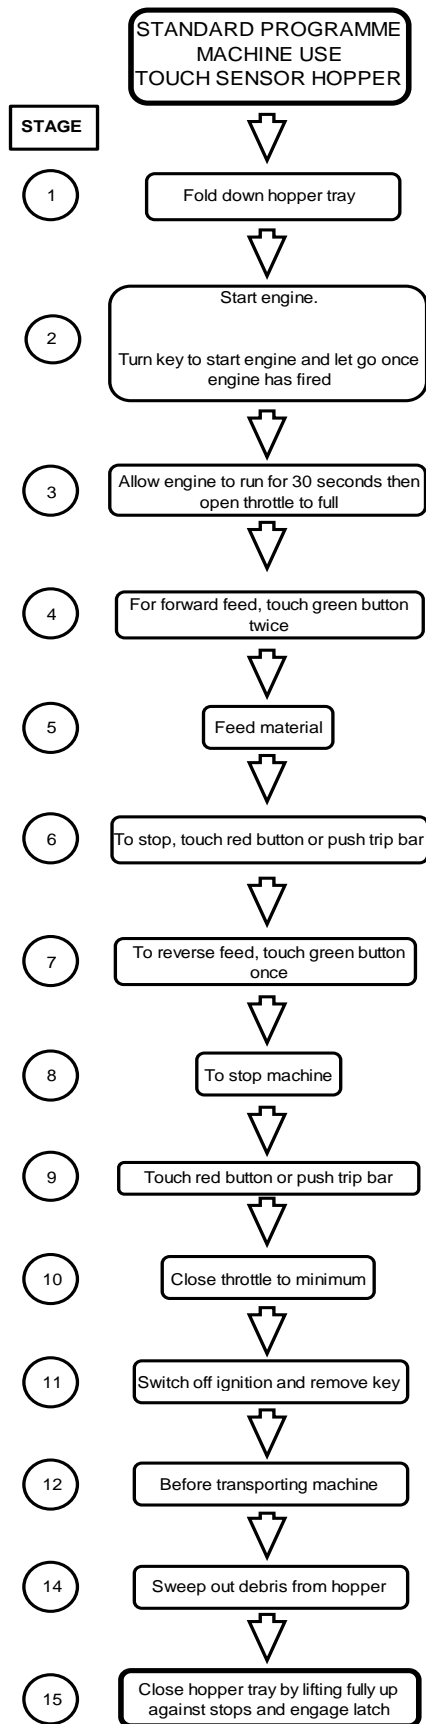 STANDARD PROGRAMME
MACHINE USE
TOUCH SENSOR HOPPER
STAGE
1
Fold down hopper tray
2
Start engine.
Turn key to start engine and let go once
engine has fired
3
Allow engine to run for 30 seconds then
open throttle to full
4
For forward feed, touch green button
twice
5
Feed material
6
To stop, touch red button or push trip bar
7
To reverse feed, touch green button
once
8
To stop machine
9
Touch red button or push trip bar
10
Close throttle to minimum
11
Switch off ignition and remove key
12
Before transporting machine
14
Sweep out debris from hopper
15
Close hopper tray by lifting fully up
against stops and engage latch